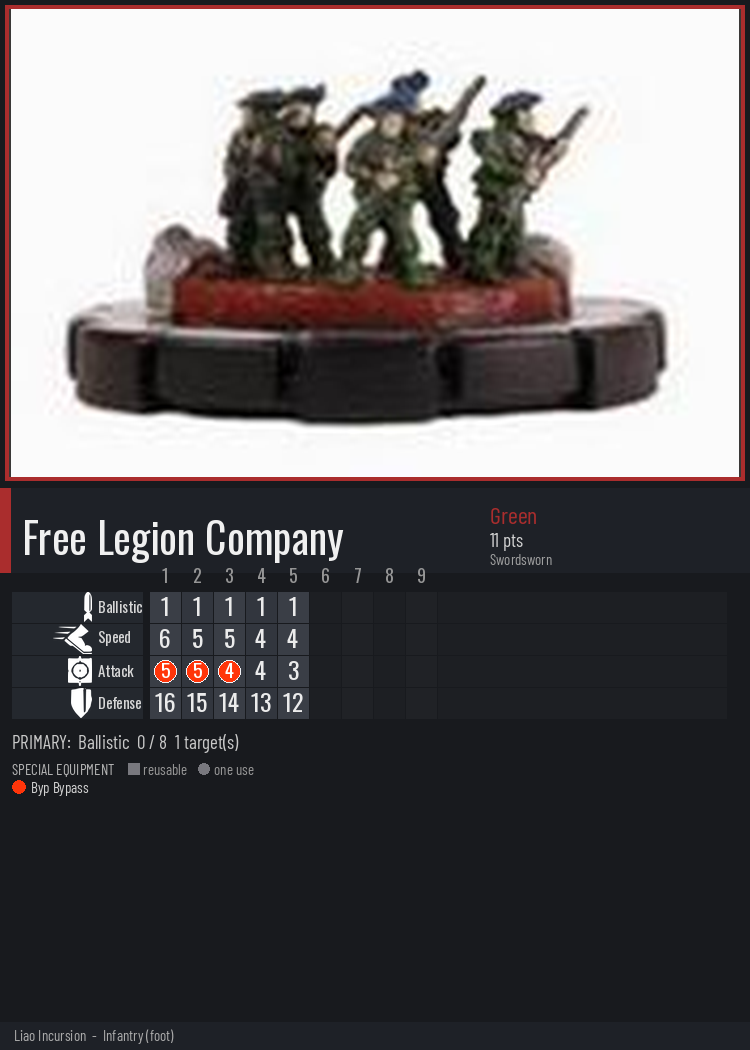 Free Legion Company
Green
11 pts
Swordsworn
1 2 3 4 5 6 7 8 9
Ballistic 1 1 1 1 1
Speed 6 5 5 4 4
Attack 5 5 4 4 3
Defense 16 15 14 13 12
PRIMARY: Ballistic 0 / 8 1 target(s)
SPECIAL EQUIPMENT reusable one use
Byp Bypass
Liao Incursion - Infantry (foot)